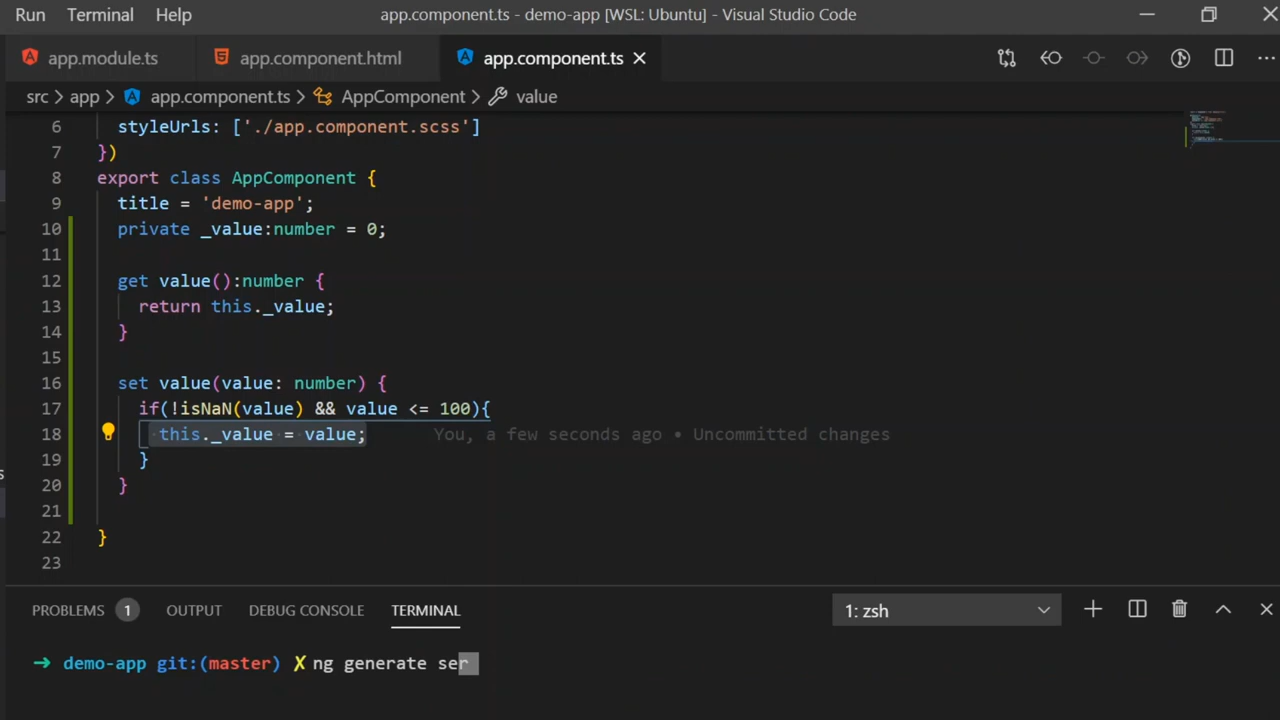 Run Terminal Help app.component.ts - demo-app [WSL: Ubuntu] - Visual Studio Code
app.module.ts app.component.html app.component.ts
src > app > app.component.ts > AppComponent > value
6 styleUrls: ['./app.component.scss']
7 })
8 export class AppComponent {
9 title = 'demo-app';
10 private _value:number = 0;
11
12 get value():number {
13 return this._value;
14 }
15
16 set value(value: number) {
17 if(!isNaN(value) && value <= 100){
18 this._value = value; You, a few seconds ago • Uncommitted changes
19 }
20 }
21
22 }
23
PROBLEMS 1 OUTPUT DEBUG CONSOLE TERMINAL 1: zsh
→ demo-app git:(master) ✗ ng generate ser